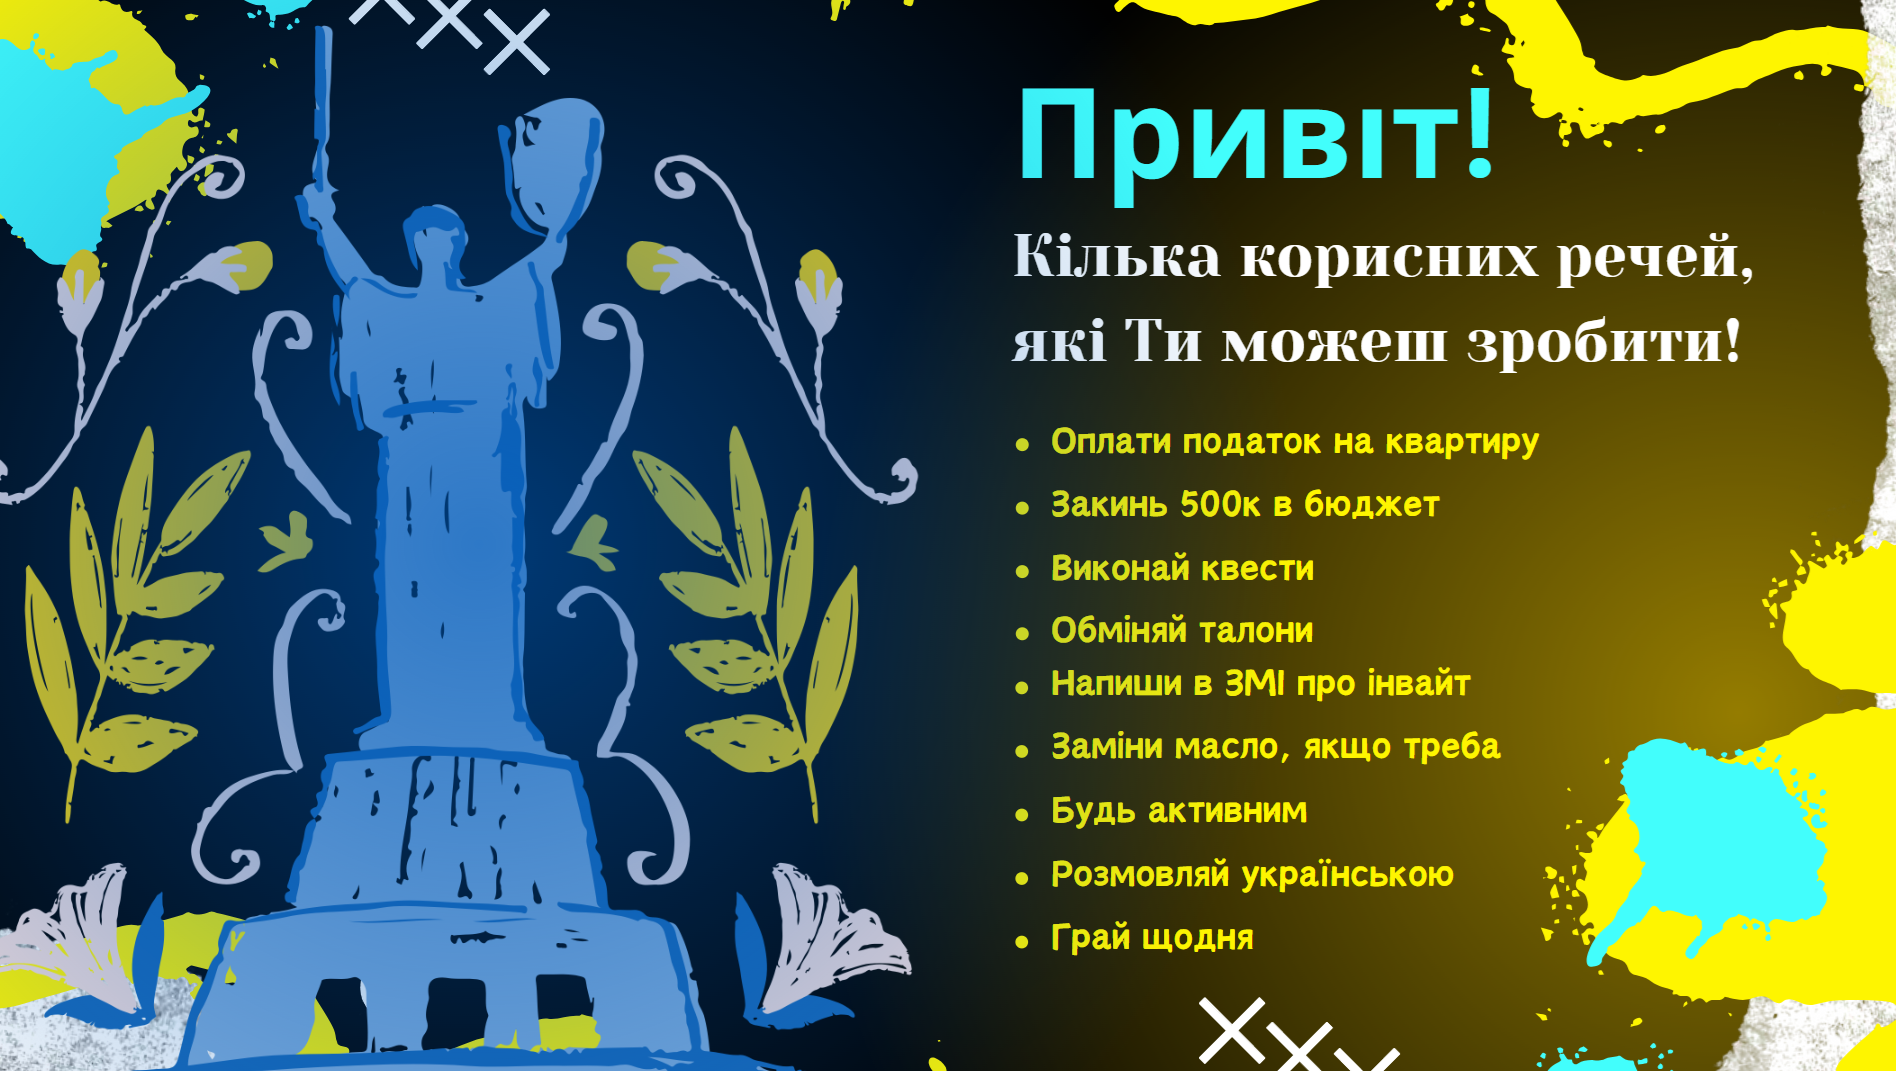 Привіт!
Кілька корисних речей,
які Ти можеш зробити!
• Оплати податок на квартиру
• Закинь 500к в бюджет
• Виконай квести
• Обміняй талони
• Напиши в ЗМІ про інвайт
• Заміни масло, якщо треба
• Будь активним
• Розмовляй українською
• Грай щодня